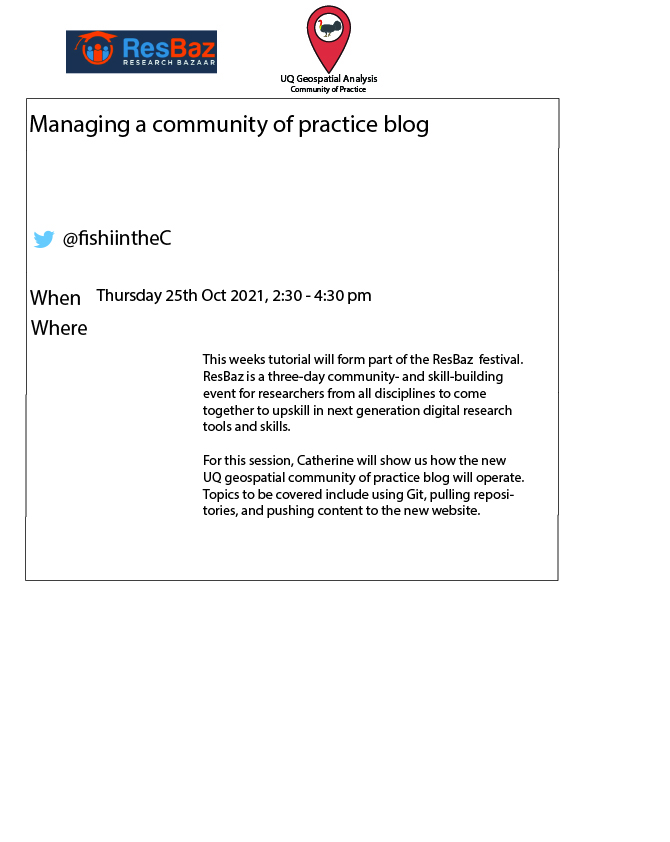 ResBaz
RESEARCH BAZAAR
UQ Geospatial Analysis
Community of Practice
Managing a community of practice blog
@fishiintheC
When Thursday 25th Oct 2021, 2:30 - 4:30 pm
Where
This weeks tutorial will form part of the ResBaz festival.
ResBaz is a three-day community- and skill-building
event for researchers from all disciplines to come
together to upskill in next generation digital research
tools and skills.
For this session, Catherine will show us how the new
UQ geospatial community of practice blog will operate.
Topics to be covered include using Git, pulling reposi-
tories, and pushing content to the new website.